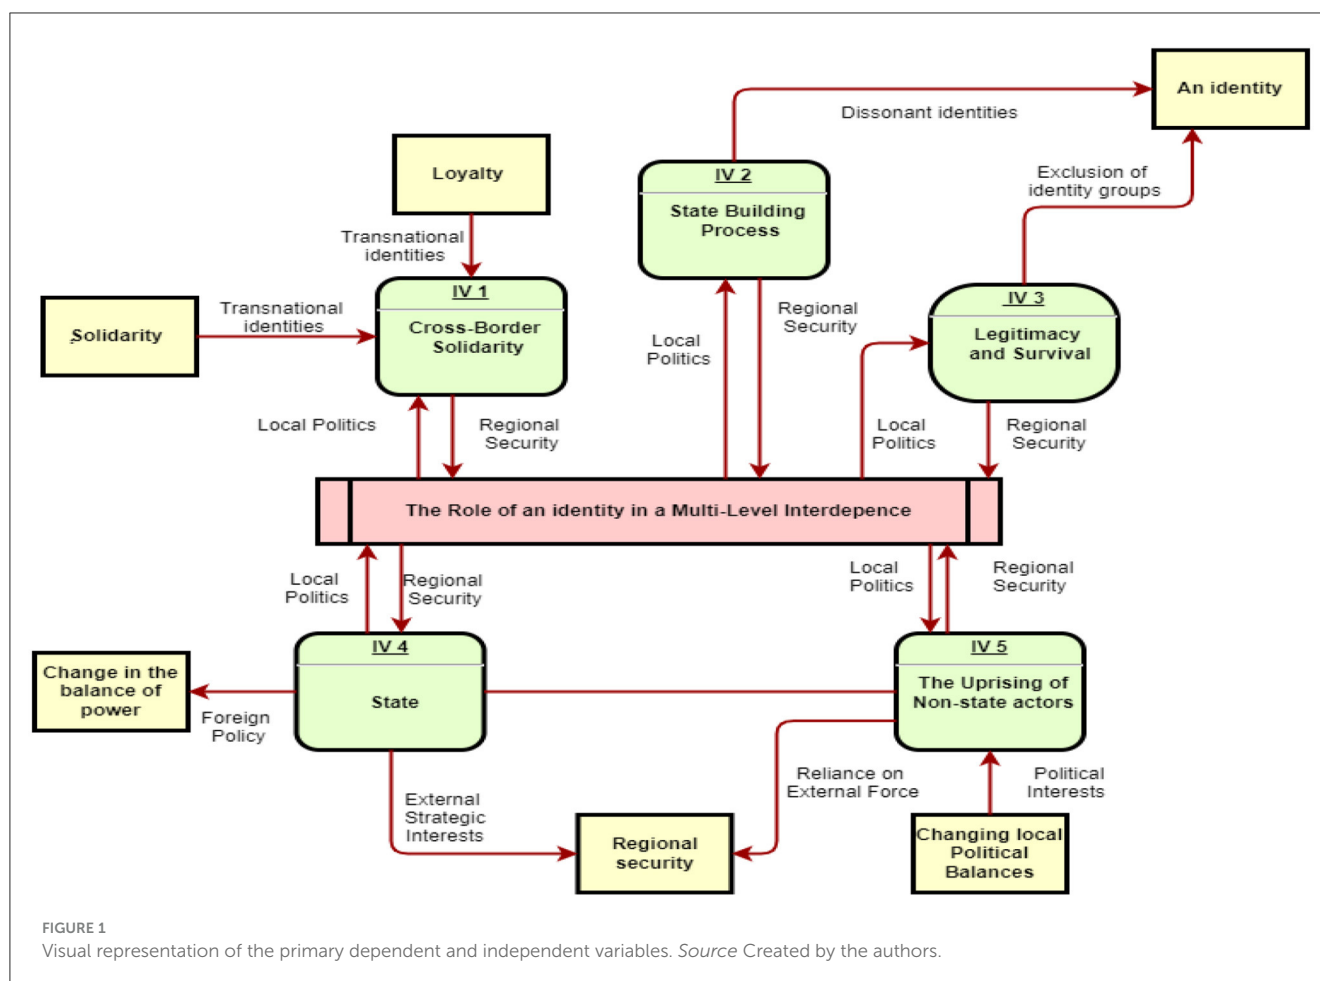 An identity
Dissonant identities
Loyalty
IV 2
State Building
Process
Exclusion of
identity groups
Transnational
identities
IV 1
Cross-Border
Solidarity
Solidarity
Transnational
identities
IV 3
Legitimacy
and Survival
Regional
Security
Local
Politics
Local Politics
Regional
Security
Local
Politics
Regional
Security
The Role of an identity in a Multi-Level Interdepence
Local
Politics
Regional
Security
Local
Politics
Regional
Security
IV 4
State
IV 5
The Uprising of
Non-state actors
Change in the
balance of
power
Foreign
Policy
External
Strategic
Interests
Reliance on
External Force
Political
Interests
Regional
security
Changing local
Political
Balances
FIGURE 1
Visual representation of the primary dependent and independent variables. Source Created by the authors.